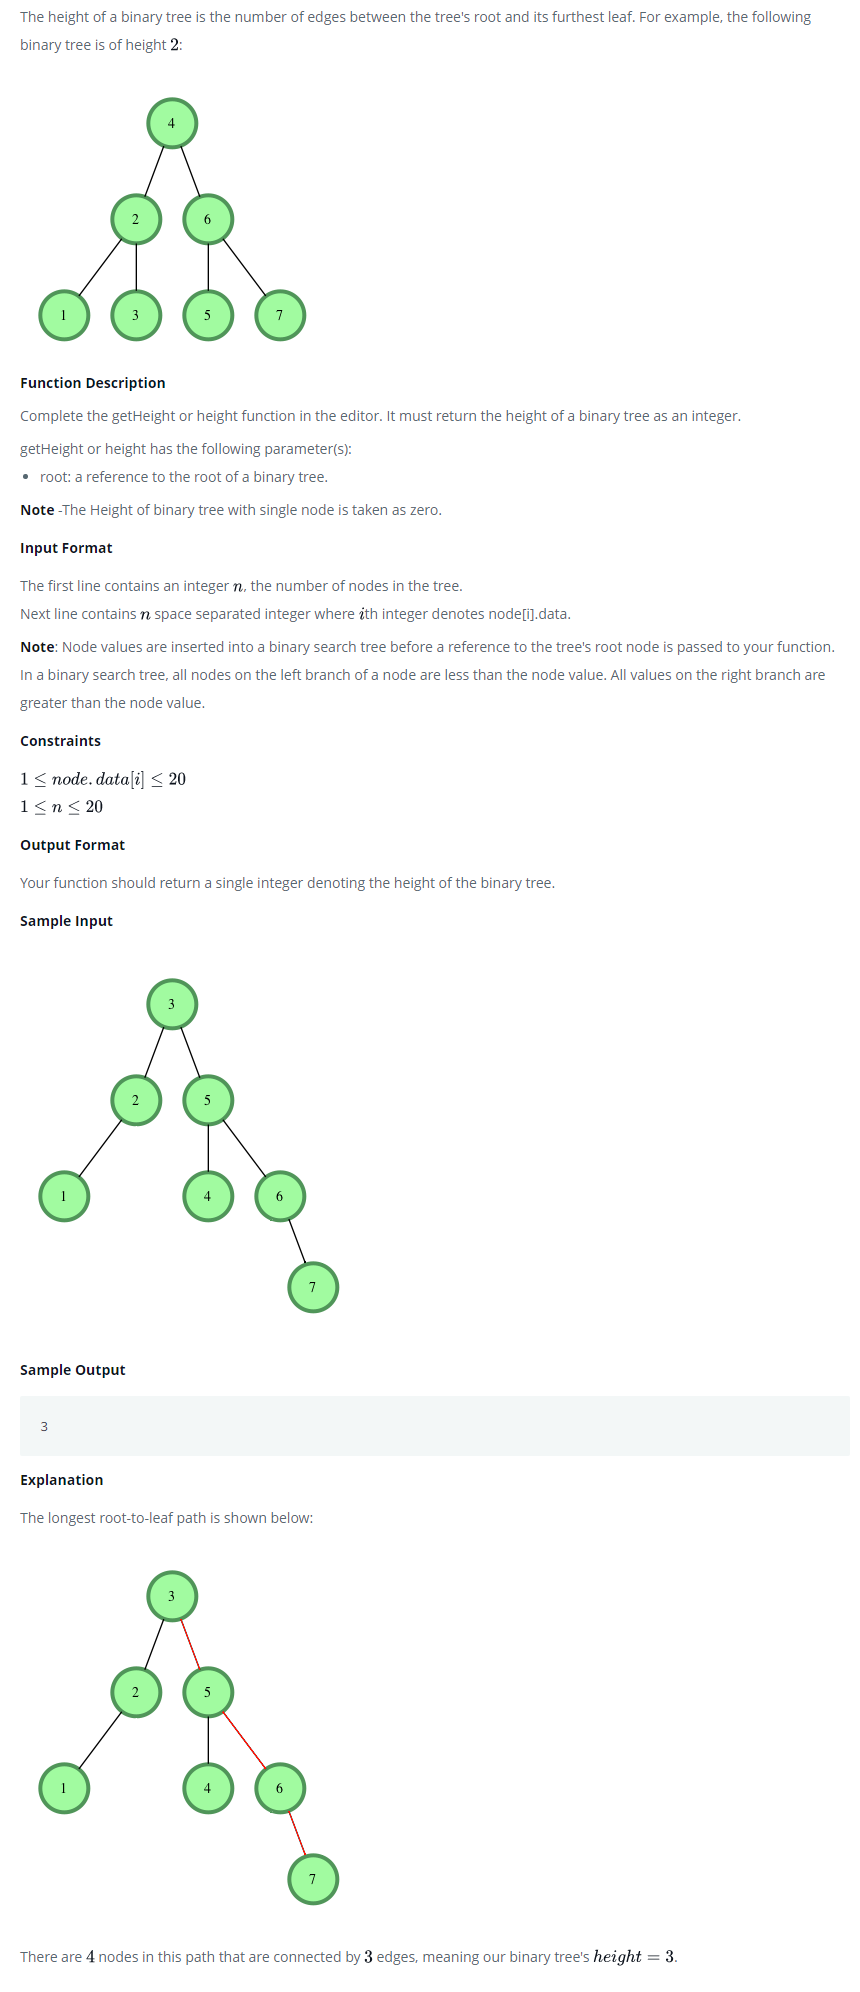 The height of a binary tree is the number of edges between the tree's root and its furthest leaf. For example, the following
binary tree is of height 2:
4
2 6
1 3 5 7
Function Description
Complete the getHeight or height function in the editor. It must return the height of a binary tree as an integer.
getHeight or height has the following parameter(s):
• root: a reference to the root of a binary tree.
Note -The Height of binary tree with single node is taken as zero.
Input Format
The first line contains an integer n, the number of nodes in the tree.
Next line contains n space separated integer where ith integer denotes node[i].data.
Note: Node values are inserted into a binary search tree before a reference to the tree's root node is passed to your function.
In a binary search tree, all nodes on the left branch of a node are less than the node value. All values on the right branch are
greater than the node value.
Constraints
1 ≤ node.data[i] ≤ 20
1 ≤ n ≤ 20
Output Format
Your function should return a single integer denoting the height of the binary tree.
Sample Input
3
2 5
1 4 6
7
Sample Output
3
Explanation
The longest root-to-leaf path is shown below:
3
2 5
1 4 6
7
There are 4 nodes in this path that are connected by 3 edges, meaning our binary tree's height = 3.